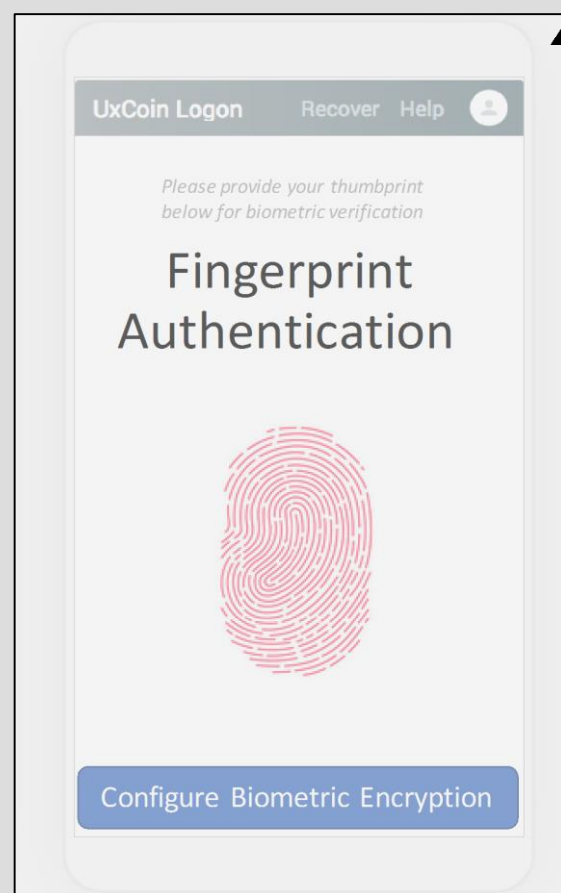 UxCoin Logon Recover Help
Please provide your thumbprint
below for biometric verification
Fingerprint
Authentication
Configure Biometric Encryption